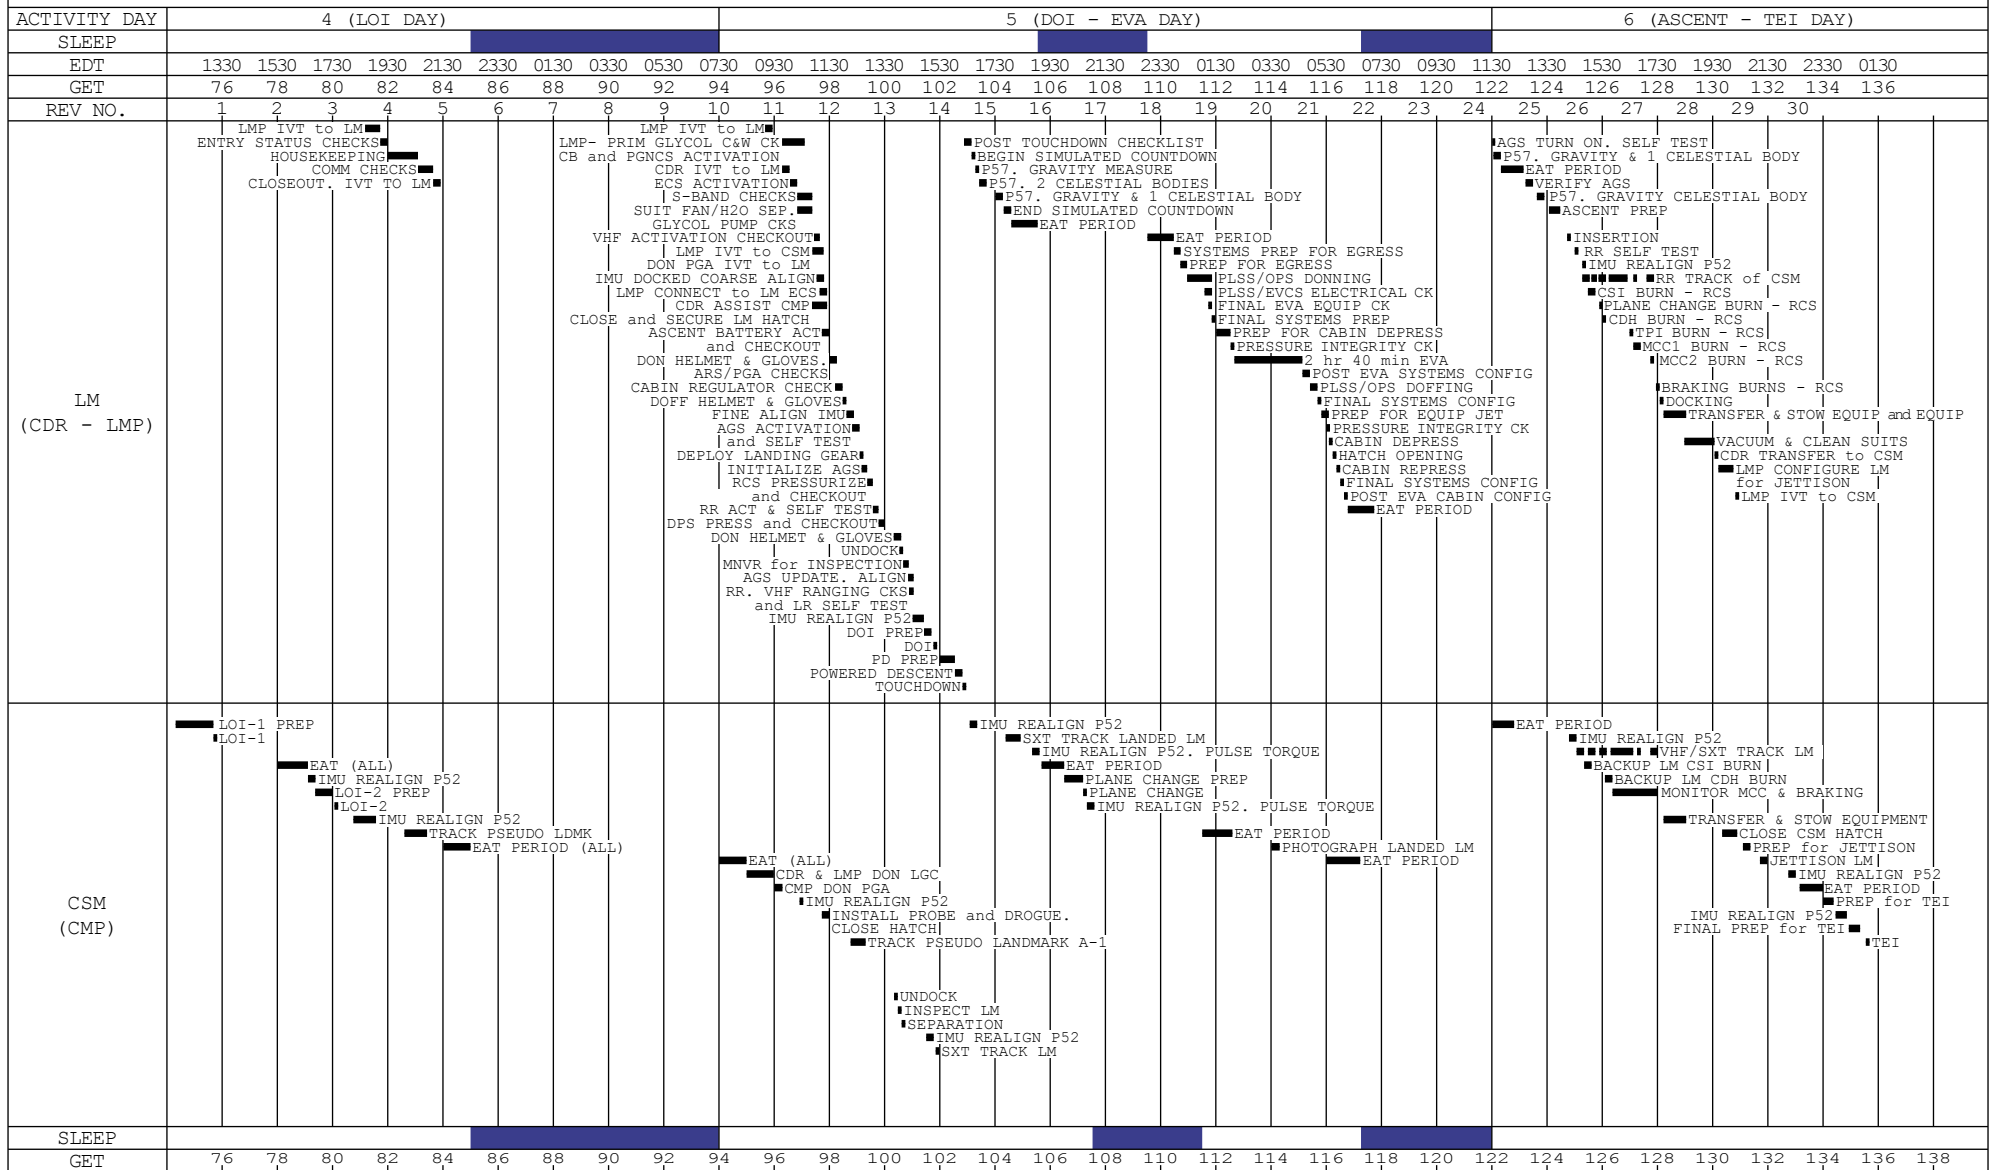 ACTIVITY DAY 4 (LOI DAY) 5 (DOI – EVA DAY) 6 (ASCENT – TEI DAY)
SLEEP
EDT 1330 1530 1730 1930 2130 2330 0130 0330 0530 0730 0930 1130 1330 1530 1730 1930 2130 2330 0130 0330 0530 0730 0930 1130 1330 1530 1730 1930 2130 2330 0130
GET 76 78 80 82 84 86 88 90 92 94 96 98 100 102 104 106 108 110 112 114 116 118 120 122 124 126 128 130 132 134 136
REV NO. 1 2 3 4 5 6 7 8 9 10 11 12 13 14 15 16 17 18 19 20 21 22 23 24 25 26 27 28 29 30
LM
(CDR – LMP)
LMP IVT to LM
ENTRY STATUS CHECKS
HOUSEKEEPING
COMM CHECKS
CLOSEOUT. IVT TO LM
LMP IVT to LM
LMP- PRIM GLYCOL C&W CK
CB and PGNCS ACTIVATION
CDR IVT to LM
ECS ACTIVATION
S-BAND CHECKS
SUIT FAN/H2O SEP.
GLYCOL PUMP CKS
VHF ACTIVATION CHECKOUT
LMP IVT to CSM
DON PGA IVT to LM
IMU DOCKED COARSE ALIGN
LMP CONNECT to LM ECS
CDR ASSIST CMP
CLOSE and SECURE LM HATCH
ASCENT BATTERY ACT
and CHECKOUT
DON HELMET & GLOVES.
ARS/PGA CHECKS
CABIN REGULATOR CHECK
DOFF HELMET & GLOVES
FINE ALIGN IMU
AGS ACTIVATION
and SELF TEST
DEPLOY LANDING GEAR
INITIALIZE AGS
RCS PRESSURIZE
and CHECKOUT
RR ACT & SELF TEST
DPS PRESS and CHECKOUT
DON HELMET & GLOVES
UNDOCK
MNVR for INSPECTION
AGS UPDATE. ALIGN
RR. VHF RANGING CKS
and LR SELF TEST
IMU REALIGN P52
DOI PREP
DOI
PD PREP
POWERED DESCENT
TOUCHDOWN
POST TOUCHDOWN CHECKLIST
BEGIN SIMULATED COUNTDOWN
P57. GRAVITY MEASURE
P57. 2 CELESTIAL BODIES
P57. GRAVITY & 1 CELESTIAL BODY
END SIMULATED COUNTDOWN
EAT PERIOD
EAT PERIOD
SYSTEMS PREP FOR EGRESS
PREP FOR EGRESS
PLSS/OPS DONNING
PLSS/EVCS ELECTRICAL CK
FINAL EVA EQUIP CK
FINAL SYSTEMS PREP
PREP FOR CABIN DEPRESS
PRESSURE INTEGRITY CK
2 hr 40 min EVA
POST EVA SYSTEMS CONFIG
PLSS/OPS DOFFING
FINAL SYSTEMS CONFIG
PREP FOR EQUIP JET
PRESSURE INTEGRITY CK
CABIN DEPRESS
HATCH OPENING
CABIN REPRESS
FINAL SYSTEMS CONFIG
POST EVA CABIN CONFIG
EAT PERIOD
AGS TURN ON. SELF TEST
P57. GRAVITY & 1 CELESTIAL BODY
EAT PERIOD
VERIFY AGS
P57. GRAVITY CELESTIAL BODY
ASCENT PREP
INSERTION
RR SELF TEST
IMU REALIGN P52
RR TRACK of CSM
CSI BURN – RCS
PLANE CHANGE BURN – RCS
CDH BURN – RCS
TPI BURN – RCS
MCC1 BURN – RCS
MCC2 BURN – RCS
BRAKING BURNS – RCS
DOCKING
TRANSFER & STOW EQUIP and EQUIP
VACUUM & CLEAN SUITS
CDR TRANSFER to CSM
LMP CONFIGURE LM
for JETTISON
LMP IVT to CSM
CSM
(CMP)
LOI-1 PREP
LOI-1
EAT (ALL)
IMU REALIGN P52
LOI-2 PREP
LOI-2
IMU REALIGN P52
TRACK PSEUDO LDMK
EAT PERIOD (ALL)
EAT (ALL)
CDR & LMP DON LGC
CMP DON PGA
IMU REALIGN P52
INSTALL PROBE and DROGUE.
CLOSE HATCH
TRACK PSEUDO LANDMARK A-1
UNDOCK
INSPECT LM
SEPARATION
IMU REALIGN P52
SXT TRACK LM
IMU REALIGN P52
SXT TRACK LANDED LM
IMU REALIGN P52. PULSE TORQUE
EAT PERIOD
PLANE CHANGE PREP
PLANE CHANGE
IMU REALIGN P52. PULSE TORQUE
EAT PERIOD
PHOTOGRAPH LANDED LM
EAT PERIOD
EAT PERIOD
IMU REALIGN P52
VHF/SXT TRACK LM
BACKUP LM CSI BURN
BACKUP LM CDH BURN
MONITOR MCC & BRAKING
TRANSFER & STOW EQUIPMENT
CLOSE CSM HATCH
PREP for JETTISON
JETTISON LM
IMU REALIGN P52
EAT PERIOD
PREP for TEI
IMU REALIGN P52
FINAL PREP for TEI
TEI
SLEEP
GET 76 78 80 82 84 86 88 90 92 94 96 98 100 102 104 106 108 110 112 114 116 118 120 122 124 126 128 130 132 134 136 138